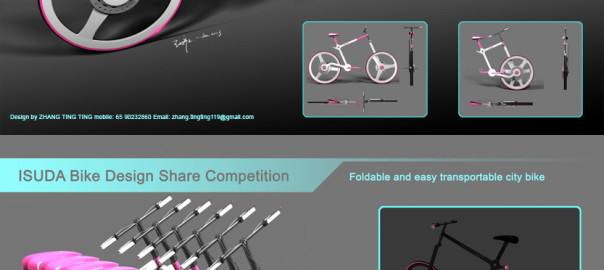 Design by ZHANG TING TING mobile: 65 90232860 Email: zhang.tingting119@gmail.com
ISUDA Bike Design Share Competition
Foldable and easy transportable city bike